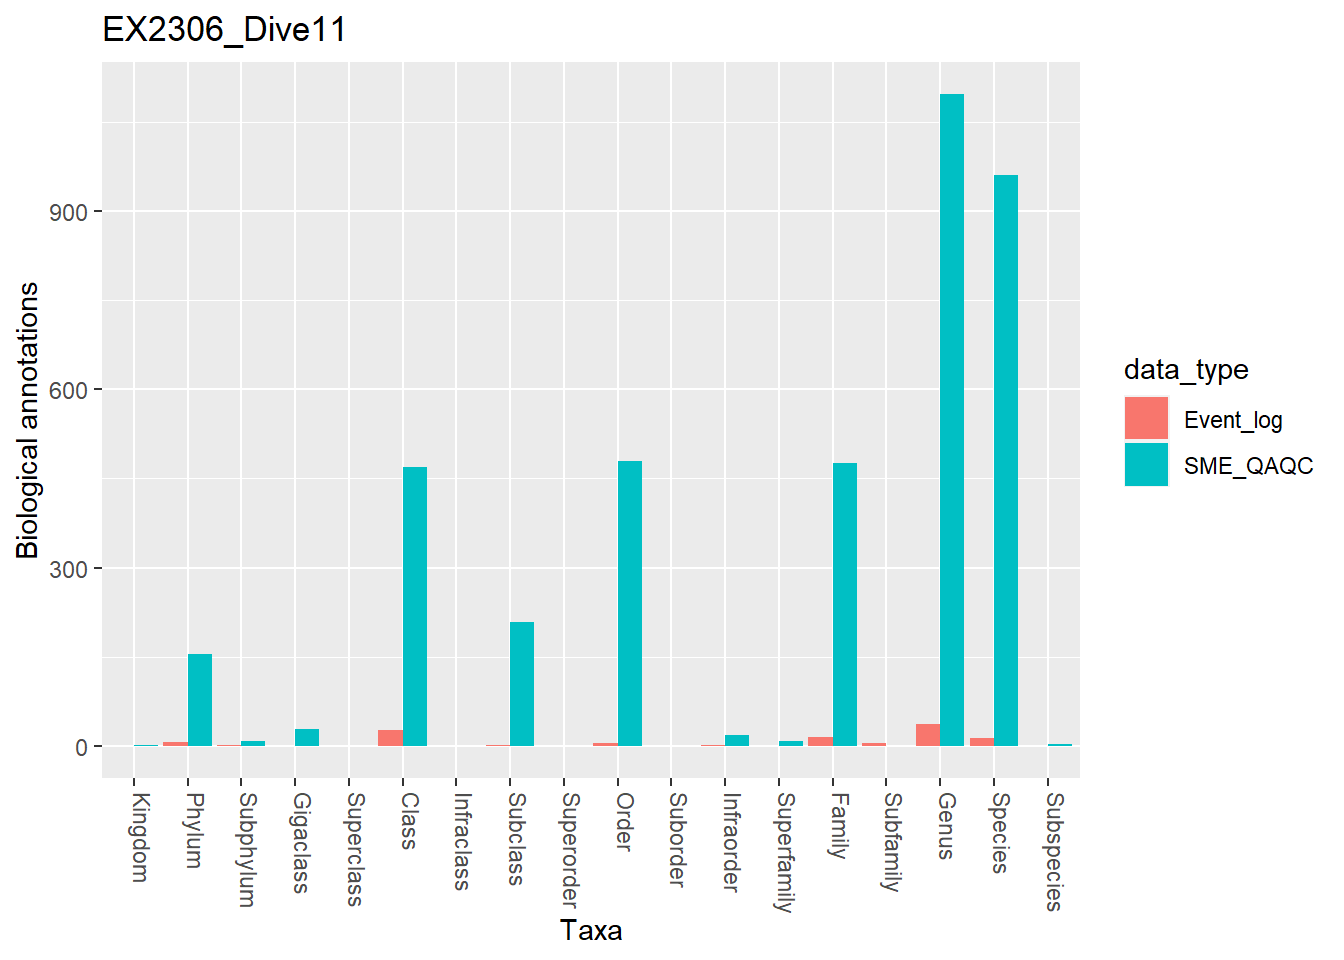 EX2306_Dive11
Biological annotations
900
600
300
0
Kingdom
Phylum
Subphylum
Gigaclass
Superclass
Class
Infraclass
Subclass
Superorder
Order
Suborder
Infraorder
Superfamily
Family
Subfamily
Genus
Species
Subspecies
Taxa
data_type
Event_log
SME_QAQC